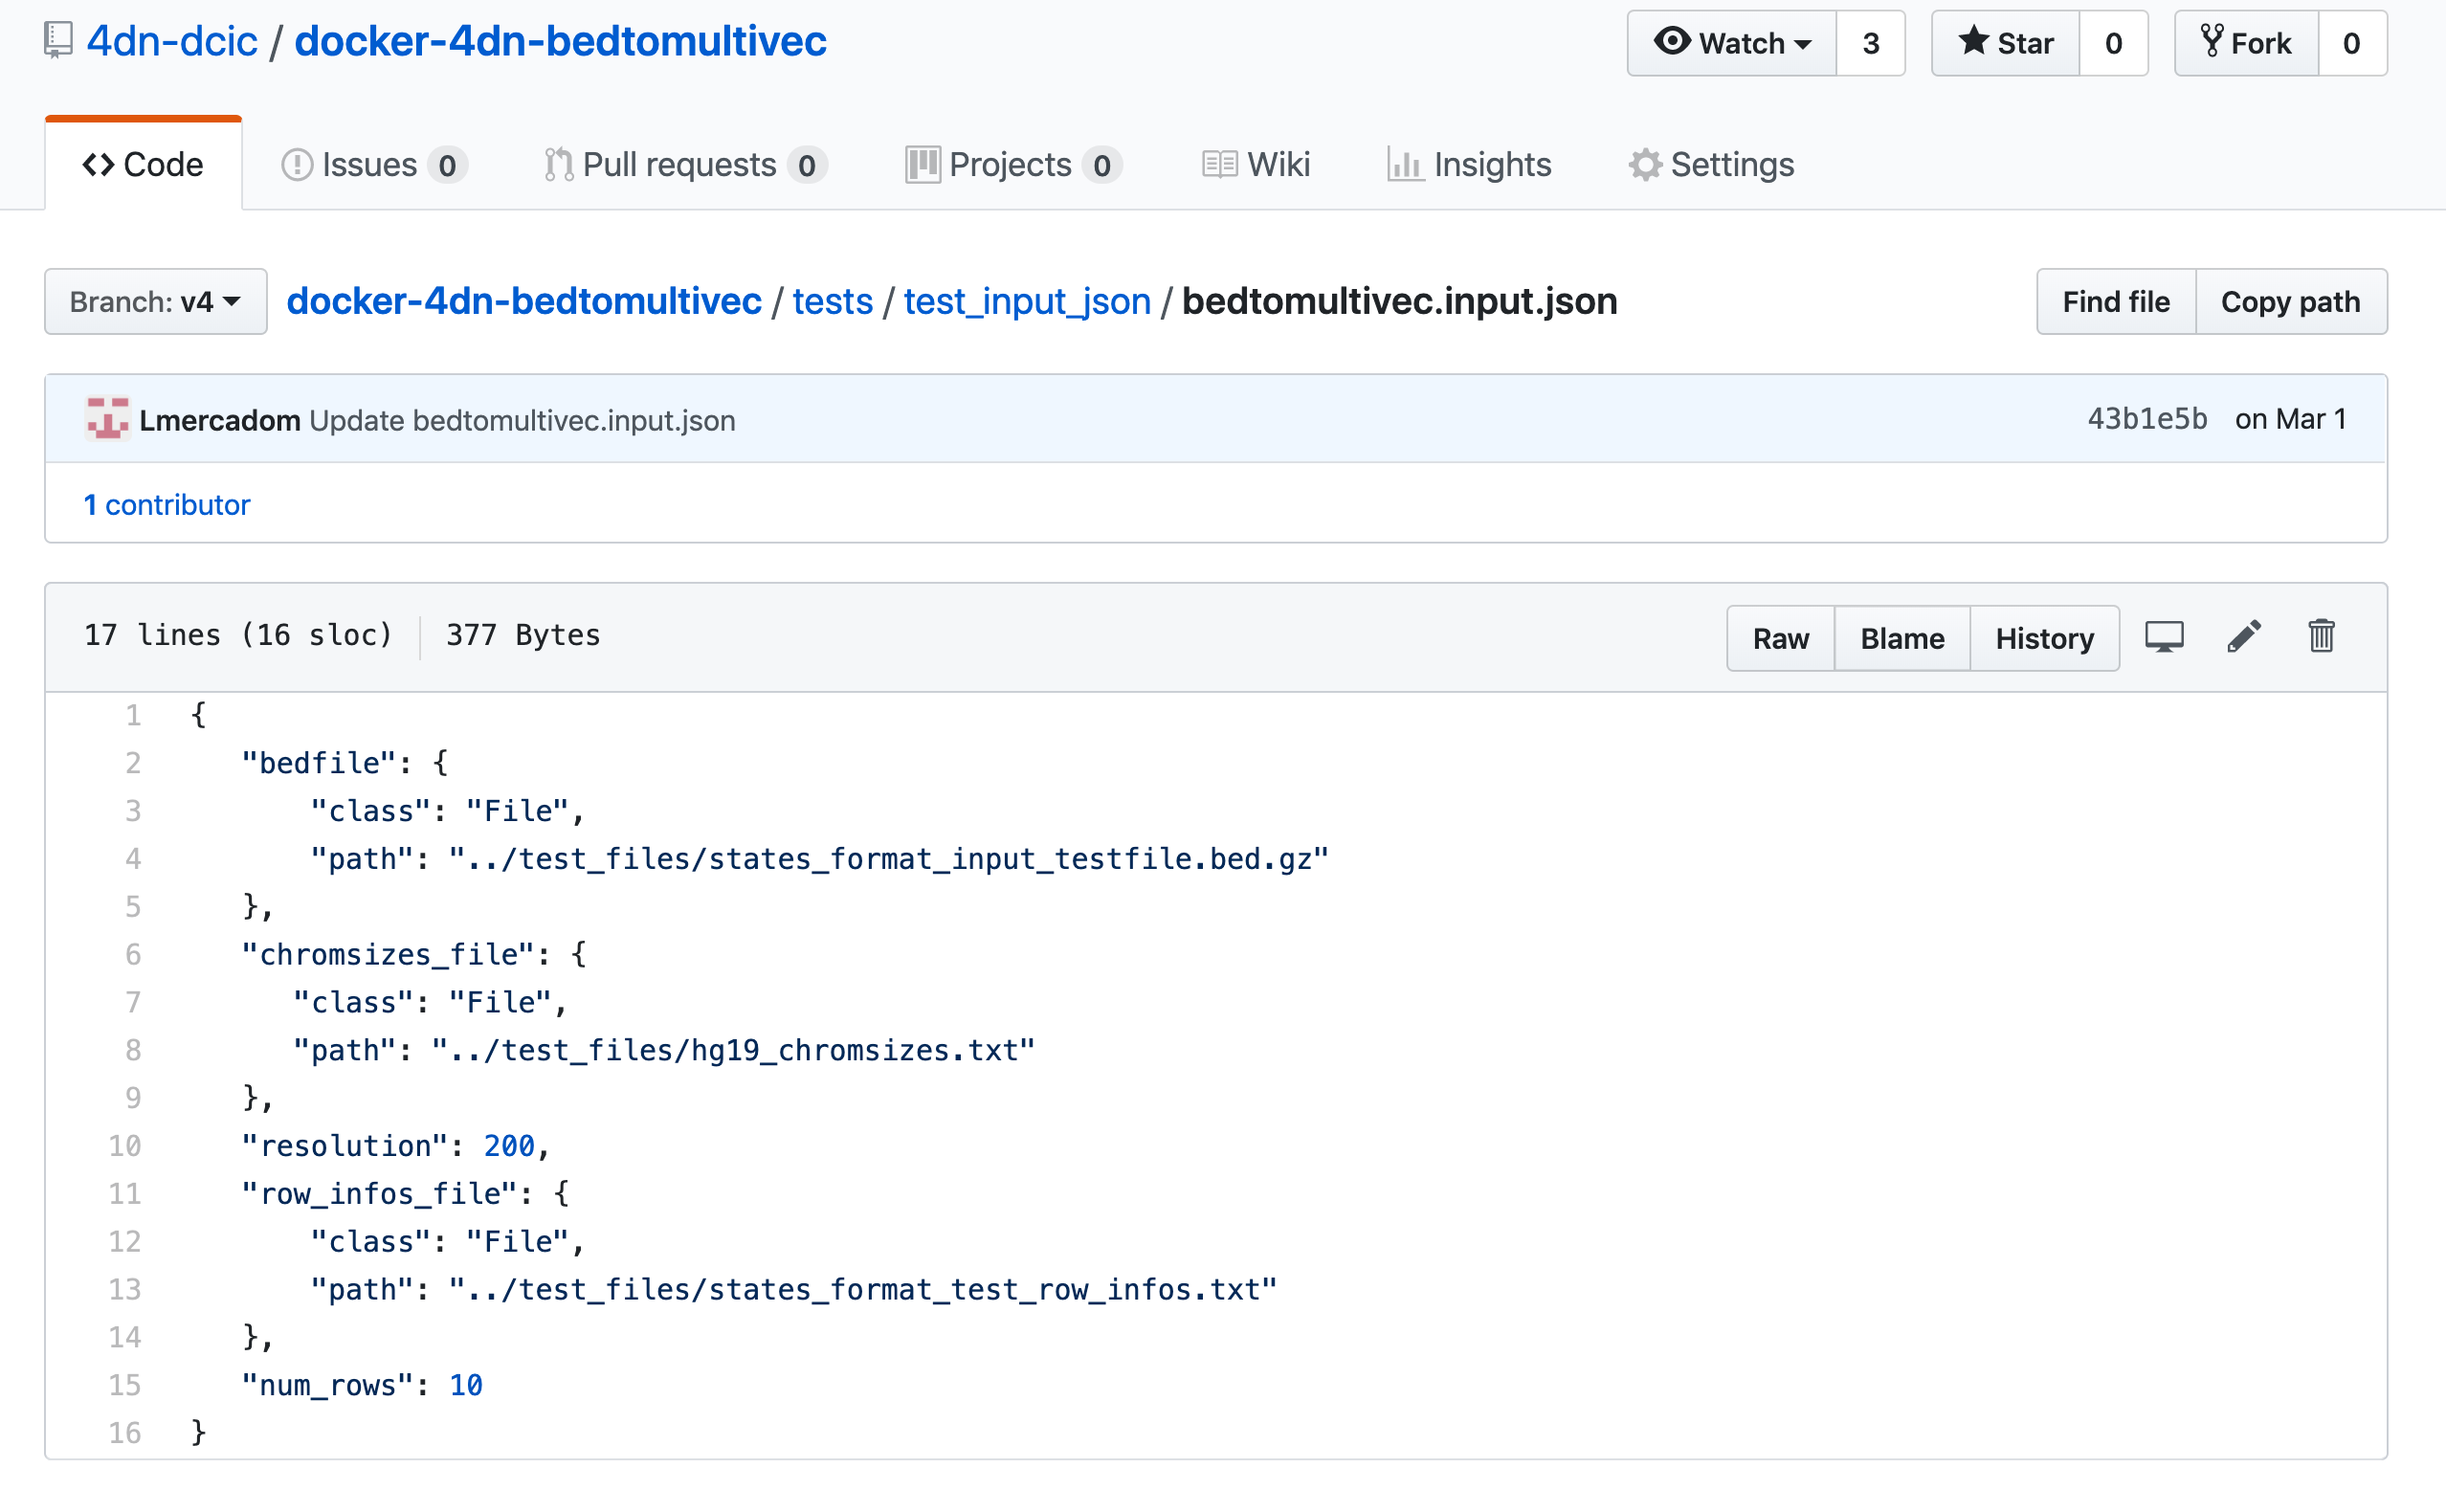 4dn-dcic / docker-4dn-bedtomultivec
Watch 3 Star 0 Fork 0
Code Issues 0 Pull requests 0 Projects 0 Wiki Insights Settings
Branch: v4 docker-4dn-bedtomultivec / tests / test_input_json / bedtomultivec.input.json Find file Copy path
Lmercadom Update bedtomultivec.input.json 43b1e5b on Mar 1
1 contributor
17 lines (16 sloc) 377 Bytes Raw Blame History
1 {
2 "bedfile": {
3 "class": "File",
4 "path": "../test_files/states_format_input_testfile.bed.gz"
5 },
6 "chromsizes_file": {
7 "class": "File",
8 "path": "../test_files/hg19_chromsizes.txt"
9 },
10 "resolution": 200,
11 "row_infos_file": {
12 "class": "File",
13 "path": "../test_files/states_format_test_row_infos.txt"
14 },
15 "num_rows": 10
16 }